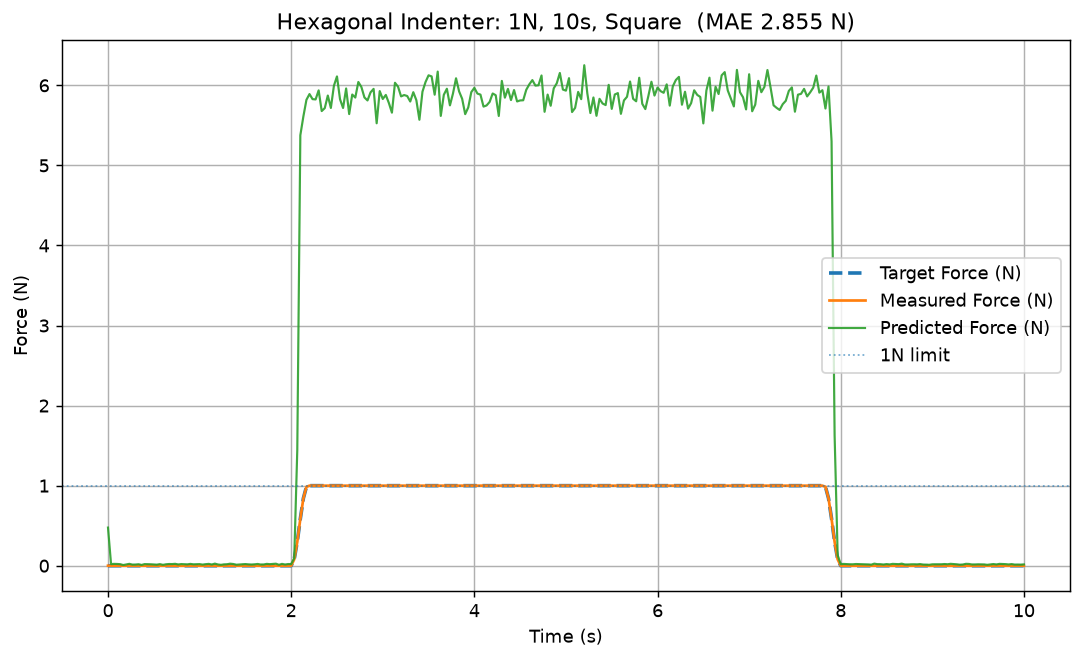 Hexagonal Indenter: 1N, 10s, Square  (MAE 2.855 N)
Force (N)
6
5
4
3
2
1
0
Target Force (N)
Measured Force (N)
Predicted Force (N)
1N limit
0 2 4 6 8 10
Time (s)